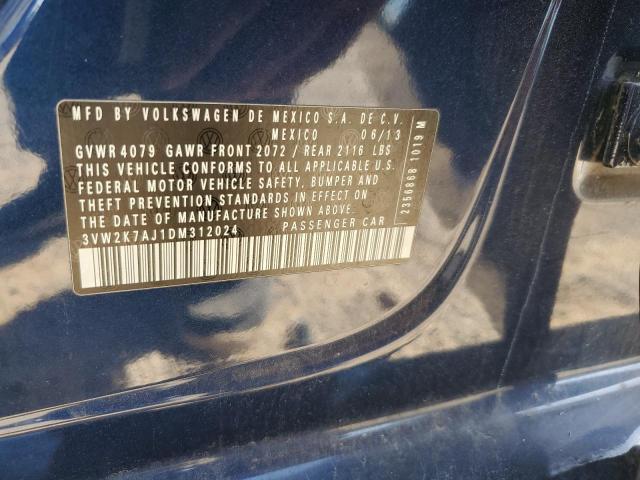 MFD BY VOLKSWAGEN DE MEXICO S.A. DE C.V.
MEXICO 06/13
GVWR 4079 GAWR FRONT 2072 / REAR 2116 LBS
THIS VEHICLE CONFORMS TO ALL APPLICABLE U.S.
FEDERAL MOTOR VEHICLE SAFETY, BUMPER AND
THEFT PREVENTION STANDARDS IN EFFECT ON
THE DATE OF MANUFACTURE SHOWN ABOVE.
3VW2K7AJ1DM312024 PASSENGER CAR
2356868 1019 M